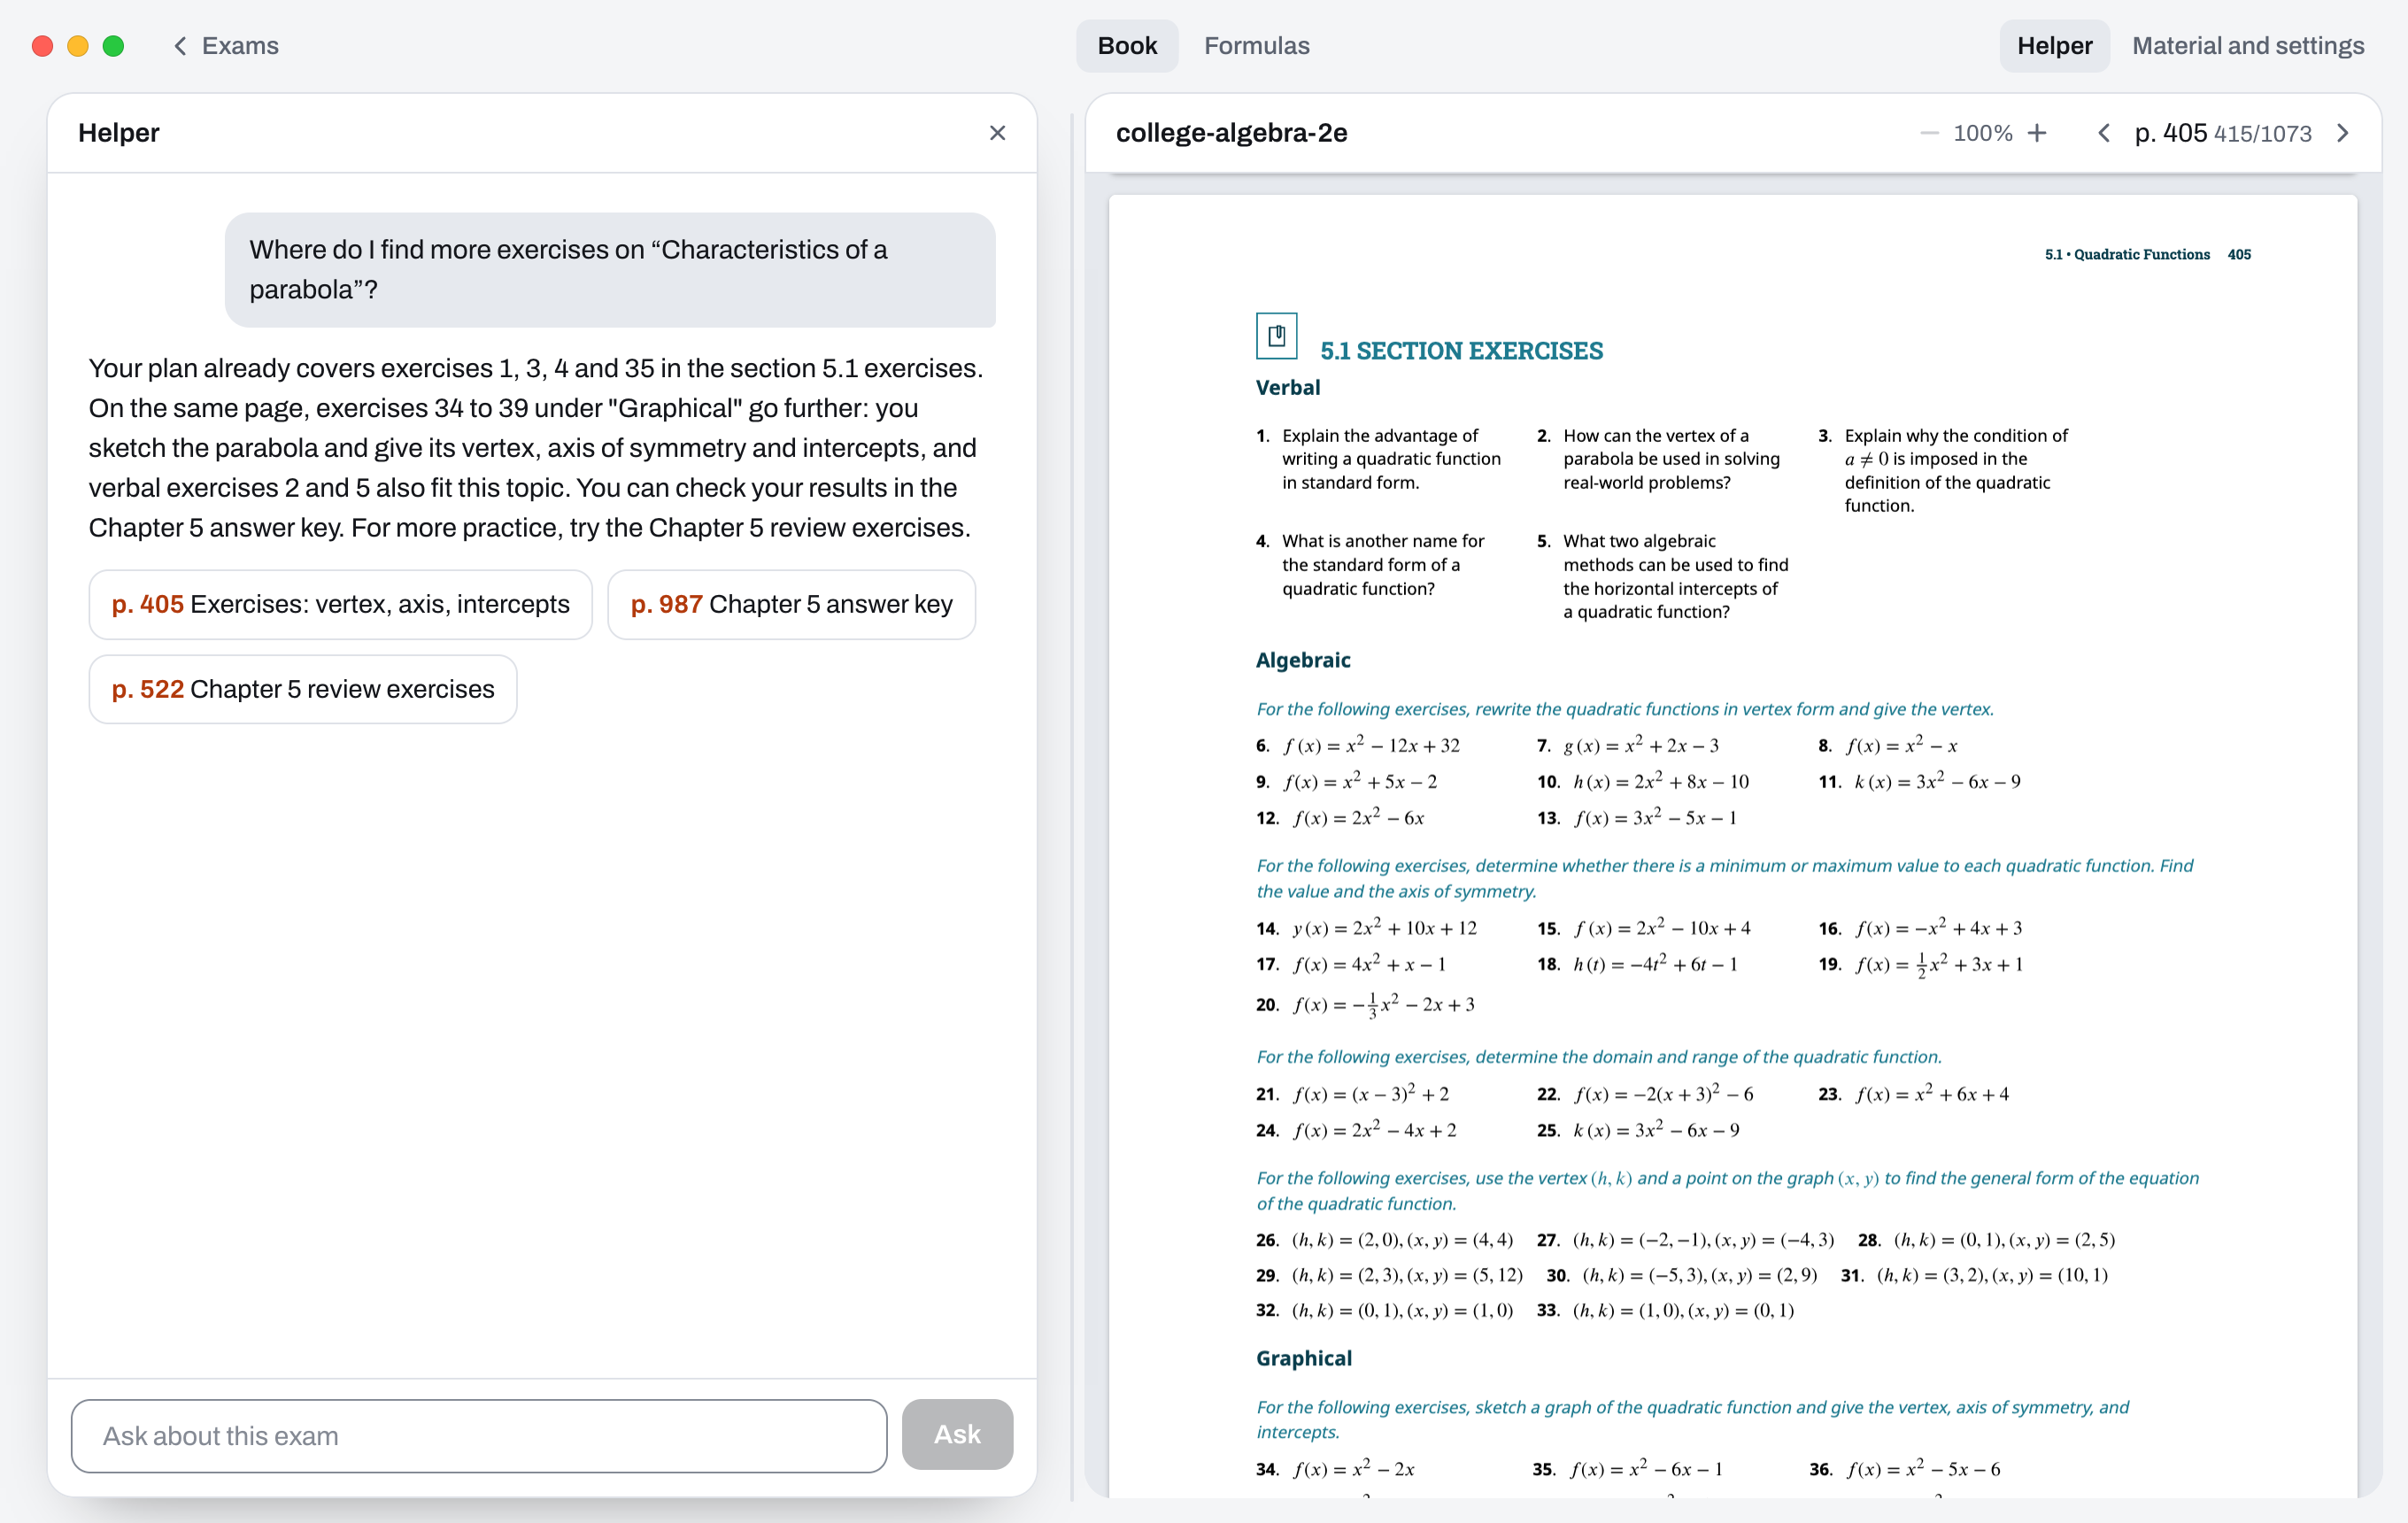 Exams
Book
Formulas
Helper
Material and settings
Helper
Where do I find more exercises on “Characteristics of a
parabola”?
Your plan already covers exercises 1, 3, 4 and 35 in the section 5.1 exercises.
On the same page, exercises 34 to 39 under "Graphical" go further: you
sketch the parabola and give its vertex, axis of symmetry and intercepts, and
verbal exercises 2 and 5 also fit this topic. You can check your results in the
Chapter 5 answer key. For more practice, try the Chapter 5 review exercises.
p. 405 Exercises: vertex, axis, intercepts
p. 987 Chapter 5 answer key
p. 522 Chapter 5 review exercises
Ask about this exam
Ask
college-algebra-2e
100%
p. 405 415/1073
5.1 • Quadratic Functions 405
5.1 SECTION EXERCISES
Verbal
1. Explain the advantage of
writing a quadratic function
in standard form.
2. How can the vertex of a
parabola be used in solving
real-world problems?
3. Explain why the condition of
a ≠ 0 is imposed in the
definition of the quadratic
function.
4. What is another name for
the standard form of a
quadratic function?
5. What two algebraic
methods can be used to find
the horizontal intercepts of
a quadratic function?
Algebraic
For the following exercises, rewrite the quadratic functions in vertex form and give the vertex.
6. f(x) = x² − 12x + 32
7. g(x) = x² + 2x − 3
8. f(x) = x² − x
9. f(x) = x² + 5x − 2
10. h(x) = 2x² + 8x − 10
11. k(x) = 3x² − 6x − 9
12. f(x) = 2x² − 6x
13. f(x) = 3x² − 5x − 1
For the following exercises, determine whether there is a minimum or maximum value to each quadratic function. Find
the value and the axis of symmetry.
14. y(x) = 2x² + 10x + 12
15. f(x) = 2x² − 10x + 4
16. f(x) = −x² + 4x + 3
17. f(x) = 4x² + x − 1
18. h(t) = −4t² + 6t − 1
19. f(x) = 1/2x² + 3x + 1
20. f(x) = −1/3x² − 2x + 3
For the following exercises, determine the domain and range of the quadratic function.
21. f(x) = (x − 3)² + 2
22. f(x) = −2(x + 3)² − 6
23. f(x) = x² + 6x + 4
24. f(x) = 2x² − 4x + 2
25. k(x) = 3x² − 6x − 9
For the following exercises, use the vertex (h, k) and a point on the graph (x, y) to find the general form of the equation
of the quadratic function.
26. (h, k) = (2, 0), (x, y) = (4, 4)
27. (h, k) = (−2, −1), (x, y) = (−4, 3)
28. (h, k) = (0, 1), (x, y) = (2, 5)
29. (h, k) = (2, 3), (x, y) = (5, 12)
30. (h, k) = (−5, 3), (x, y) = (2, 9)
31. (h, k) = (3, 2), (x, y) = (10, 1)
32. (h, k) = (0, 1), (x, y) = (1, 0)
33. (h, k) = (1, 0), (x, y) = (0, 1)
Graphical
For the following exercises, sketch a graph of the quadratic function and give the vertex, axis of symmetry, and
intercepts.
34. f(x) = x² − 2x
35. f(x) = x² − 6x − 1
36. f(x) = x² − 5x − 6